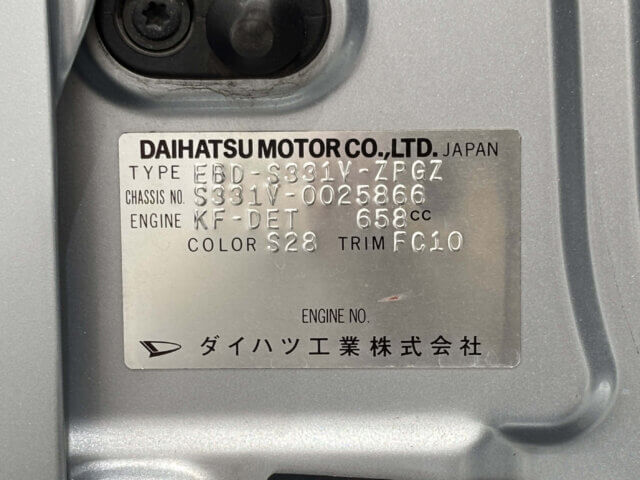 DAIHATSU MOTOR CO.,LTD. JAPAN
TYPE EBD-S331V-ZPGZ
CHASSIS NO. S331V-0025866
ENGINE KF-DET 658cc
COLOR S28 TRIM FC10
ENGINE NO.
ダイハツ工業株式会社